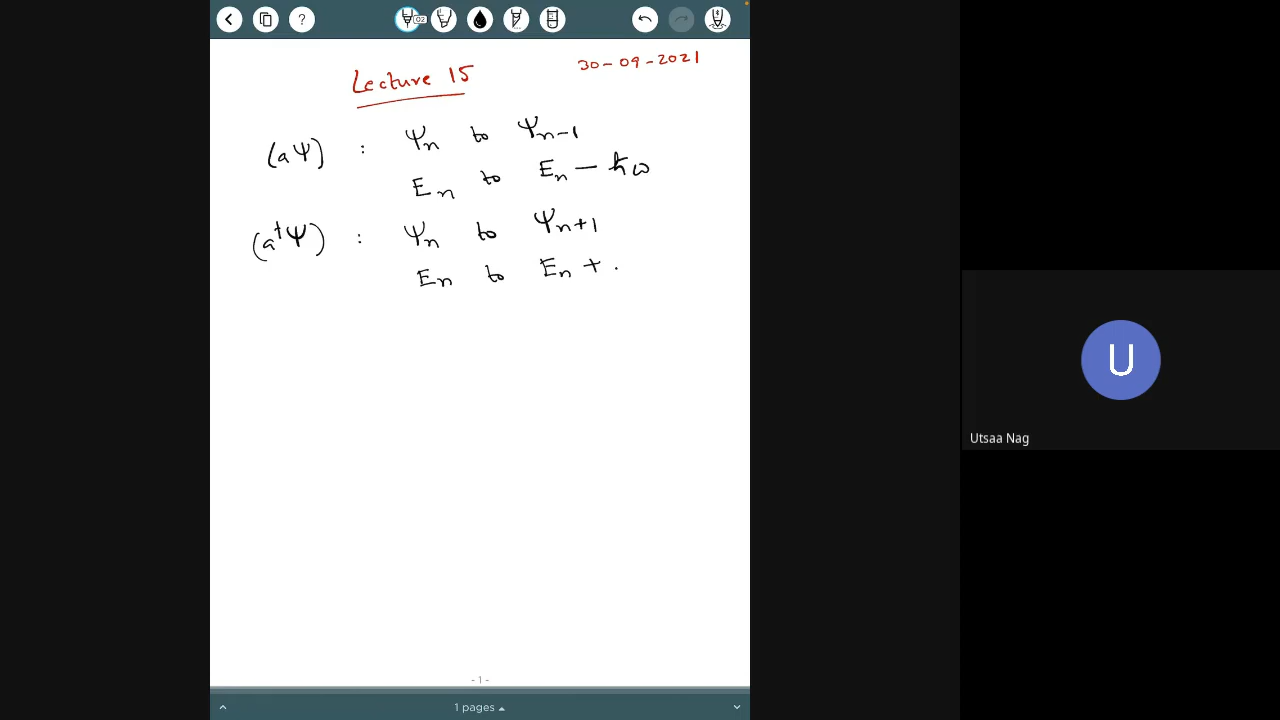 02
30-09-2021
Lecture 15
(aΨ) : Ψn to Ψn-1
En to En - ħω
(a†Ψ) : Ψn to Ψn+1
En to En + .
Utsaa Nag
U
- 1 -
1 pages